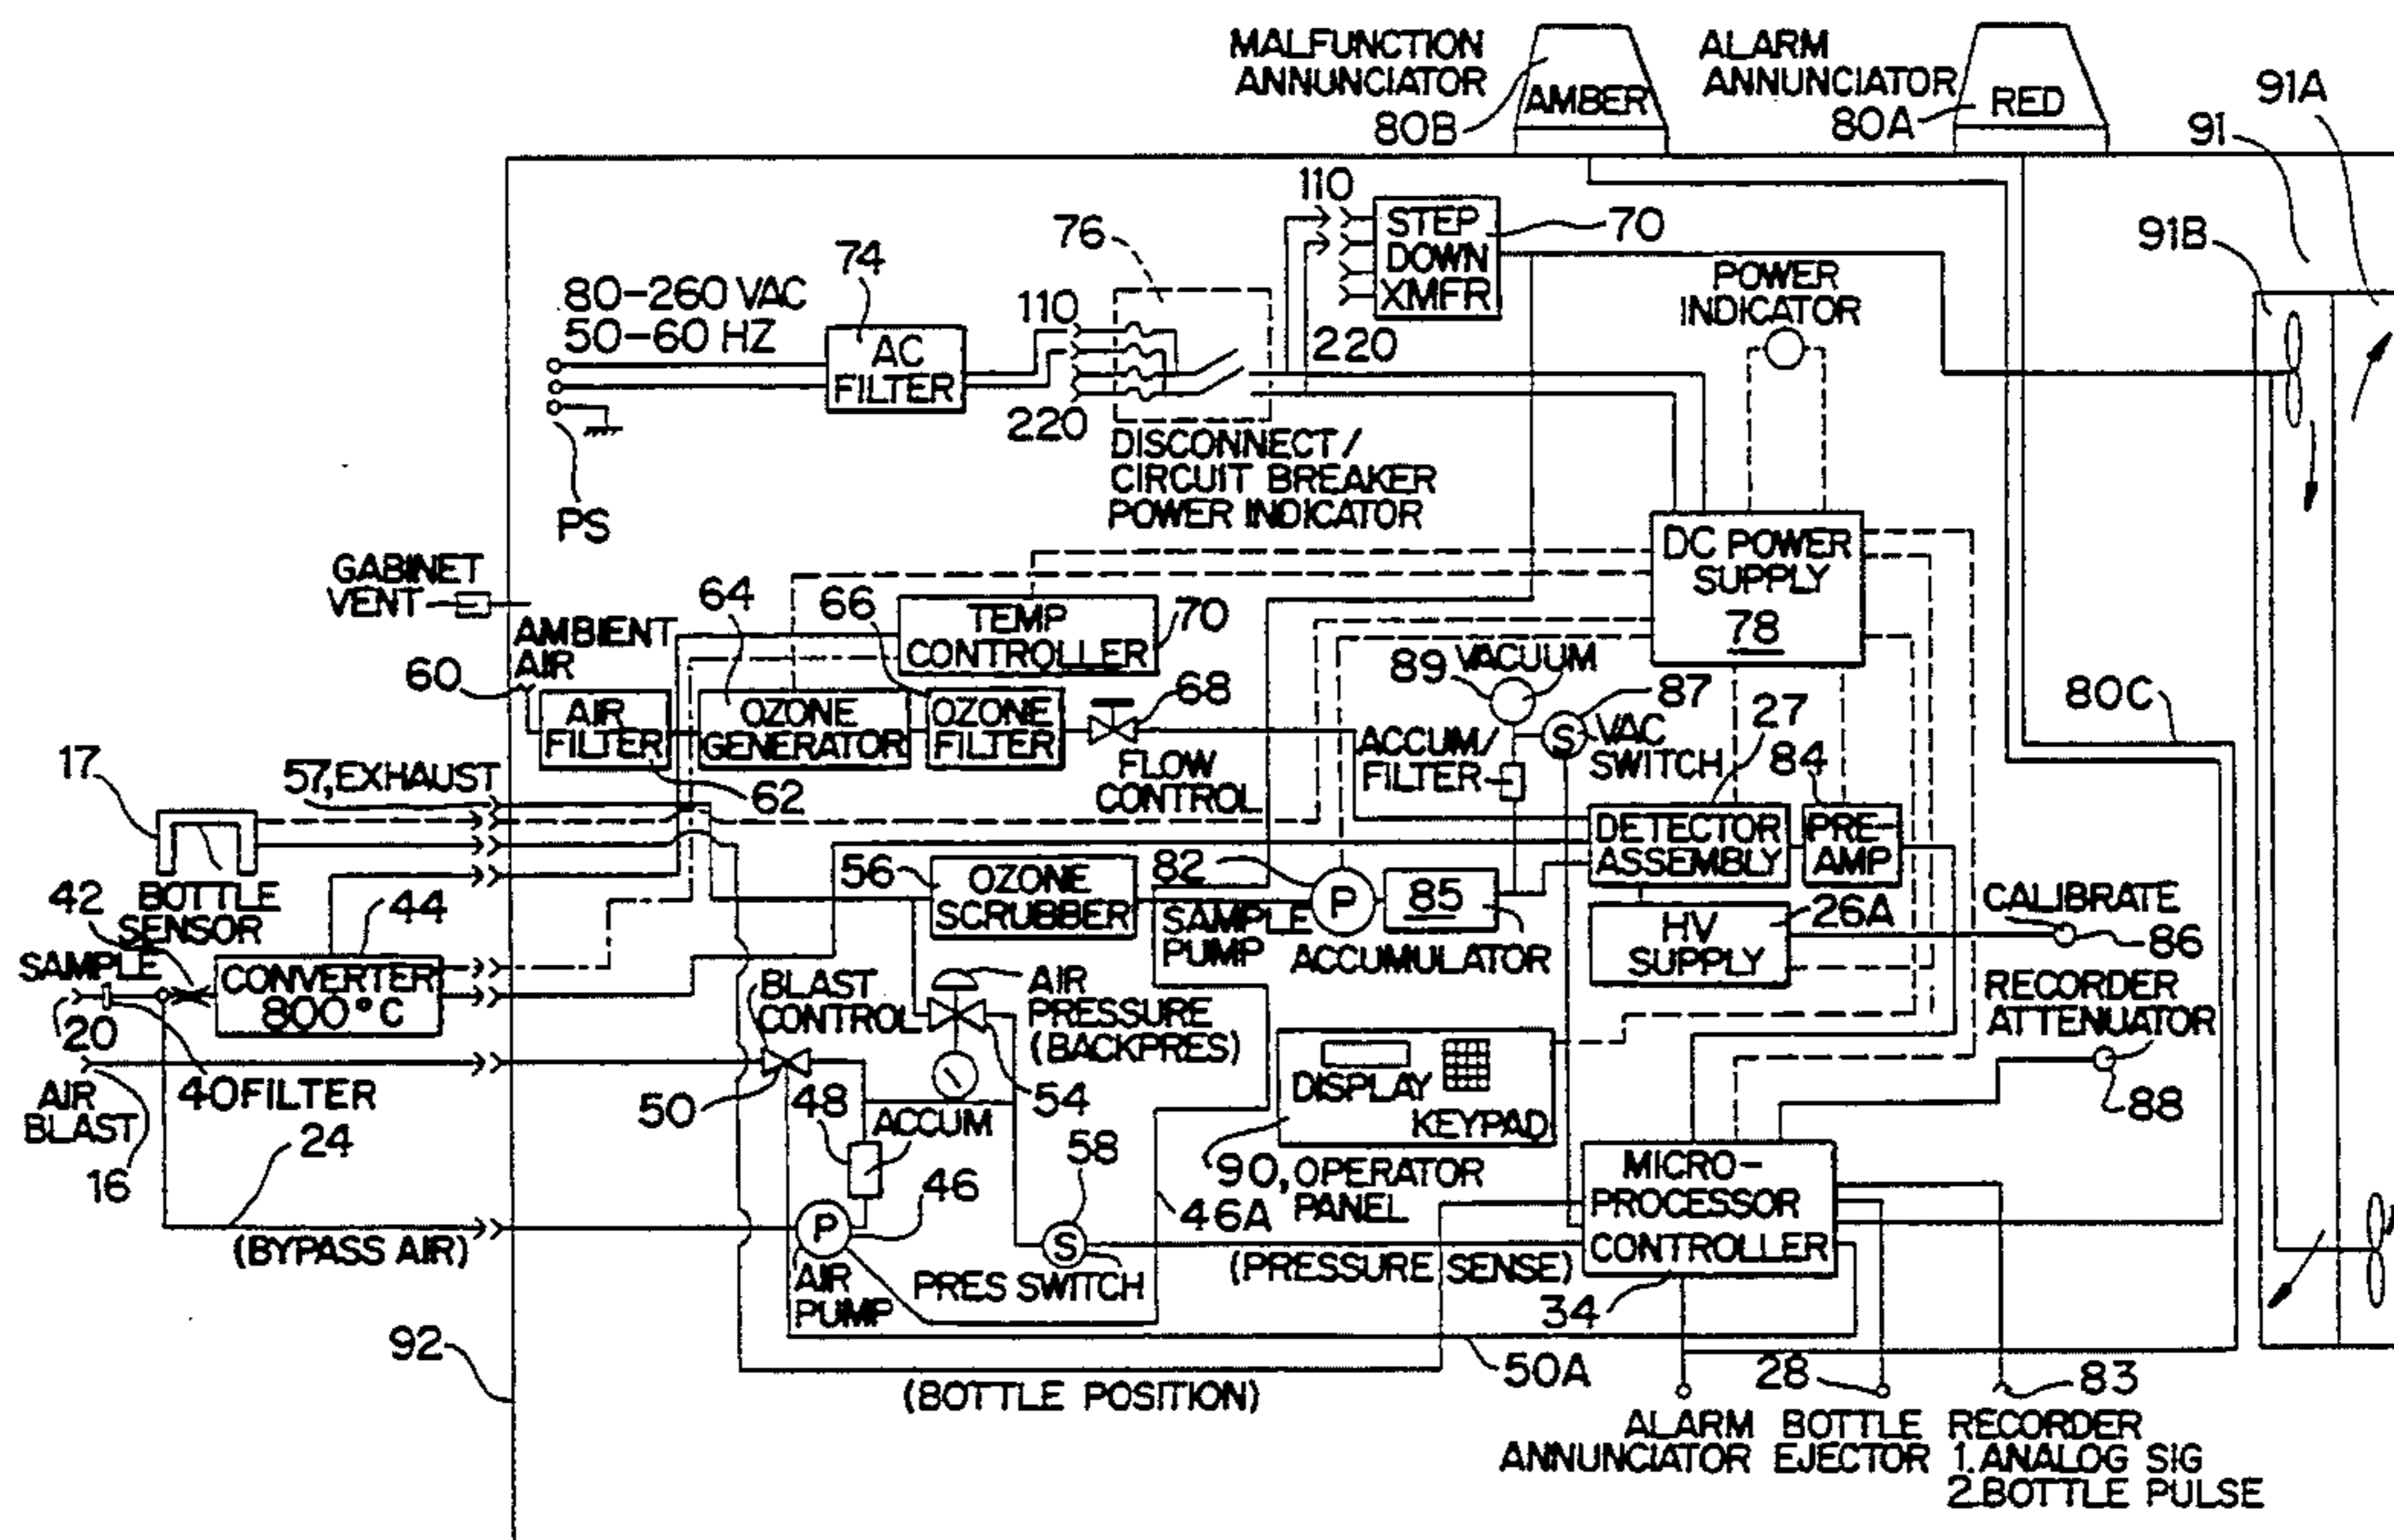 MALFUNCTION
ANNUNCIATOR
80B
AMBER
ALARM
ANNUNCIATOR
80A
RED
91A
91
91B
110
STEP
DOWN
XMFR
70
76
74
80-260 VAC
50-60 HZ
AC
FILTER
110
220
220
POWER
INDICATOR
DISCONNECT/
CIRCUIT BREAKER
POWER INDICATOR
PS
GABINET
VENT
DC POWER
SUPPLY
78
64
66
TEMP
CONTROLLER
70
AMBIENT
AIR
60
AIR
FILTER
62
OZONE
GENERATOR
OZONE
FILTER
68
FLOW
CONTROL
89
VACUUM
87
S
VAC
SWITCH
ACCUM/
FILTER
27
84
80C
17
57, EXHAUST
BOTTLE
SENSOR
DETECTOR
ASSEMBLY
PRE-
AMP
56
OZONE
SCRUBBER
82
P
SAMPLE
PUMP
85
ACCUMULATOR
26A
HV
SUPPLY
CALIBRATE
86
42
44
SAMPLE
CONVERTER
800°C
20
40 FILTER
AIR
BLAST
16
BLAST
CONTROL
50
AIR
PRESSURE
(BACKPRES)
54
RECORDER
ATTENUATOR
88
DISPLAY
KEYPAD
90, OPERATOR
PANEL
48
ACCUM
58
46
46A
24
(BYPASS AIR)
P
AIR
PUMP
S
PRES SWITCH
(PRESSURE SENSE)
MICRO-
PROCESSOR
CONTROLLER
34
92
50A
(BOTTLE POSITION)
28
83
ALARM
ANNUNCIATOR
BOTTLE
EJECTOR
RECORDER
1. ANALOG SIG
2. BOTTLE PULSE